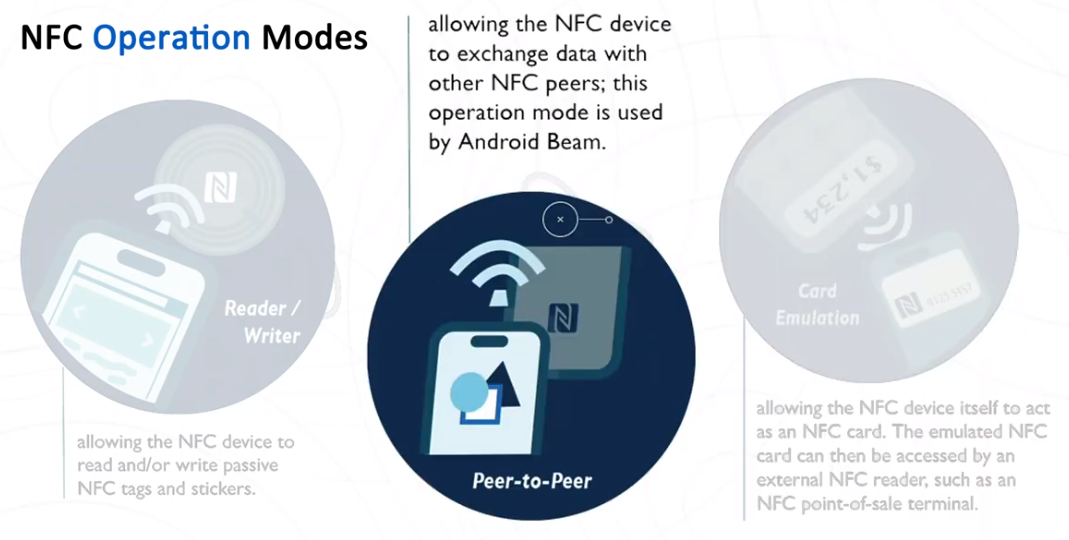 NFC Operation Modes
allowing the NFC device
to exchange data with
other NFC peers; this
operation mode is used
by Android Beam.
Reader /
Writer
allowing the NFC device to
read and/or write passive
NFC tags and stickers.
Peer-to-Peer
$1,234
Card
Emulation
allowing the NFC device itself to act
as an NFC card. The emulated NFC
card can then be accessed by an
external NFC reader, such as an
NFC point-of-sale terminal.